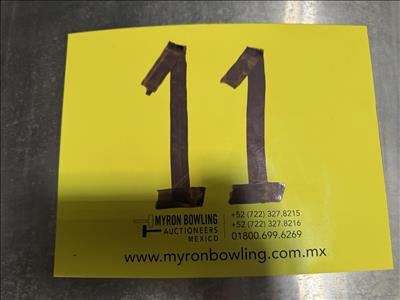 11
MYRON BOWLING
AUCTIONEERS
MEXICO
+52 (722) 327.8215
+52 (722) 327.8216
01800.699.6269
www.myronbowling.com.mx